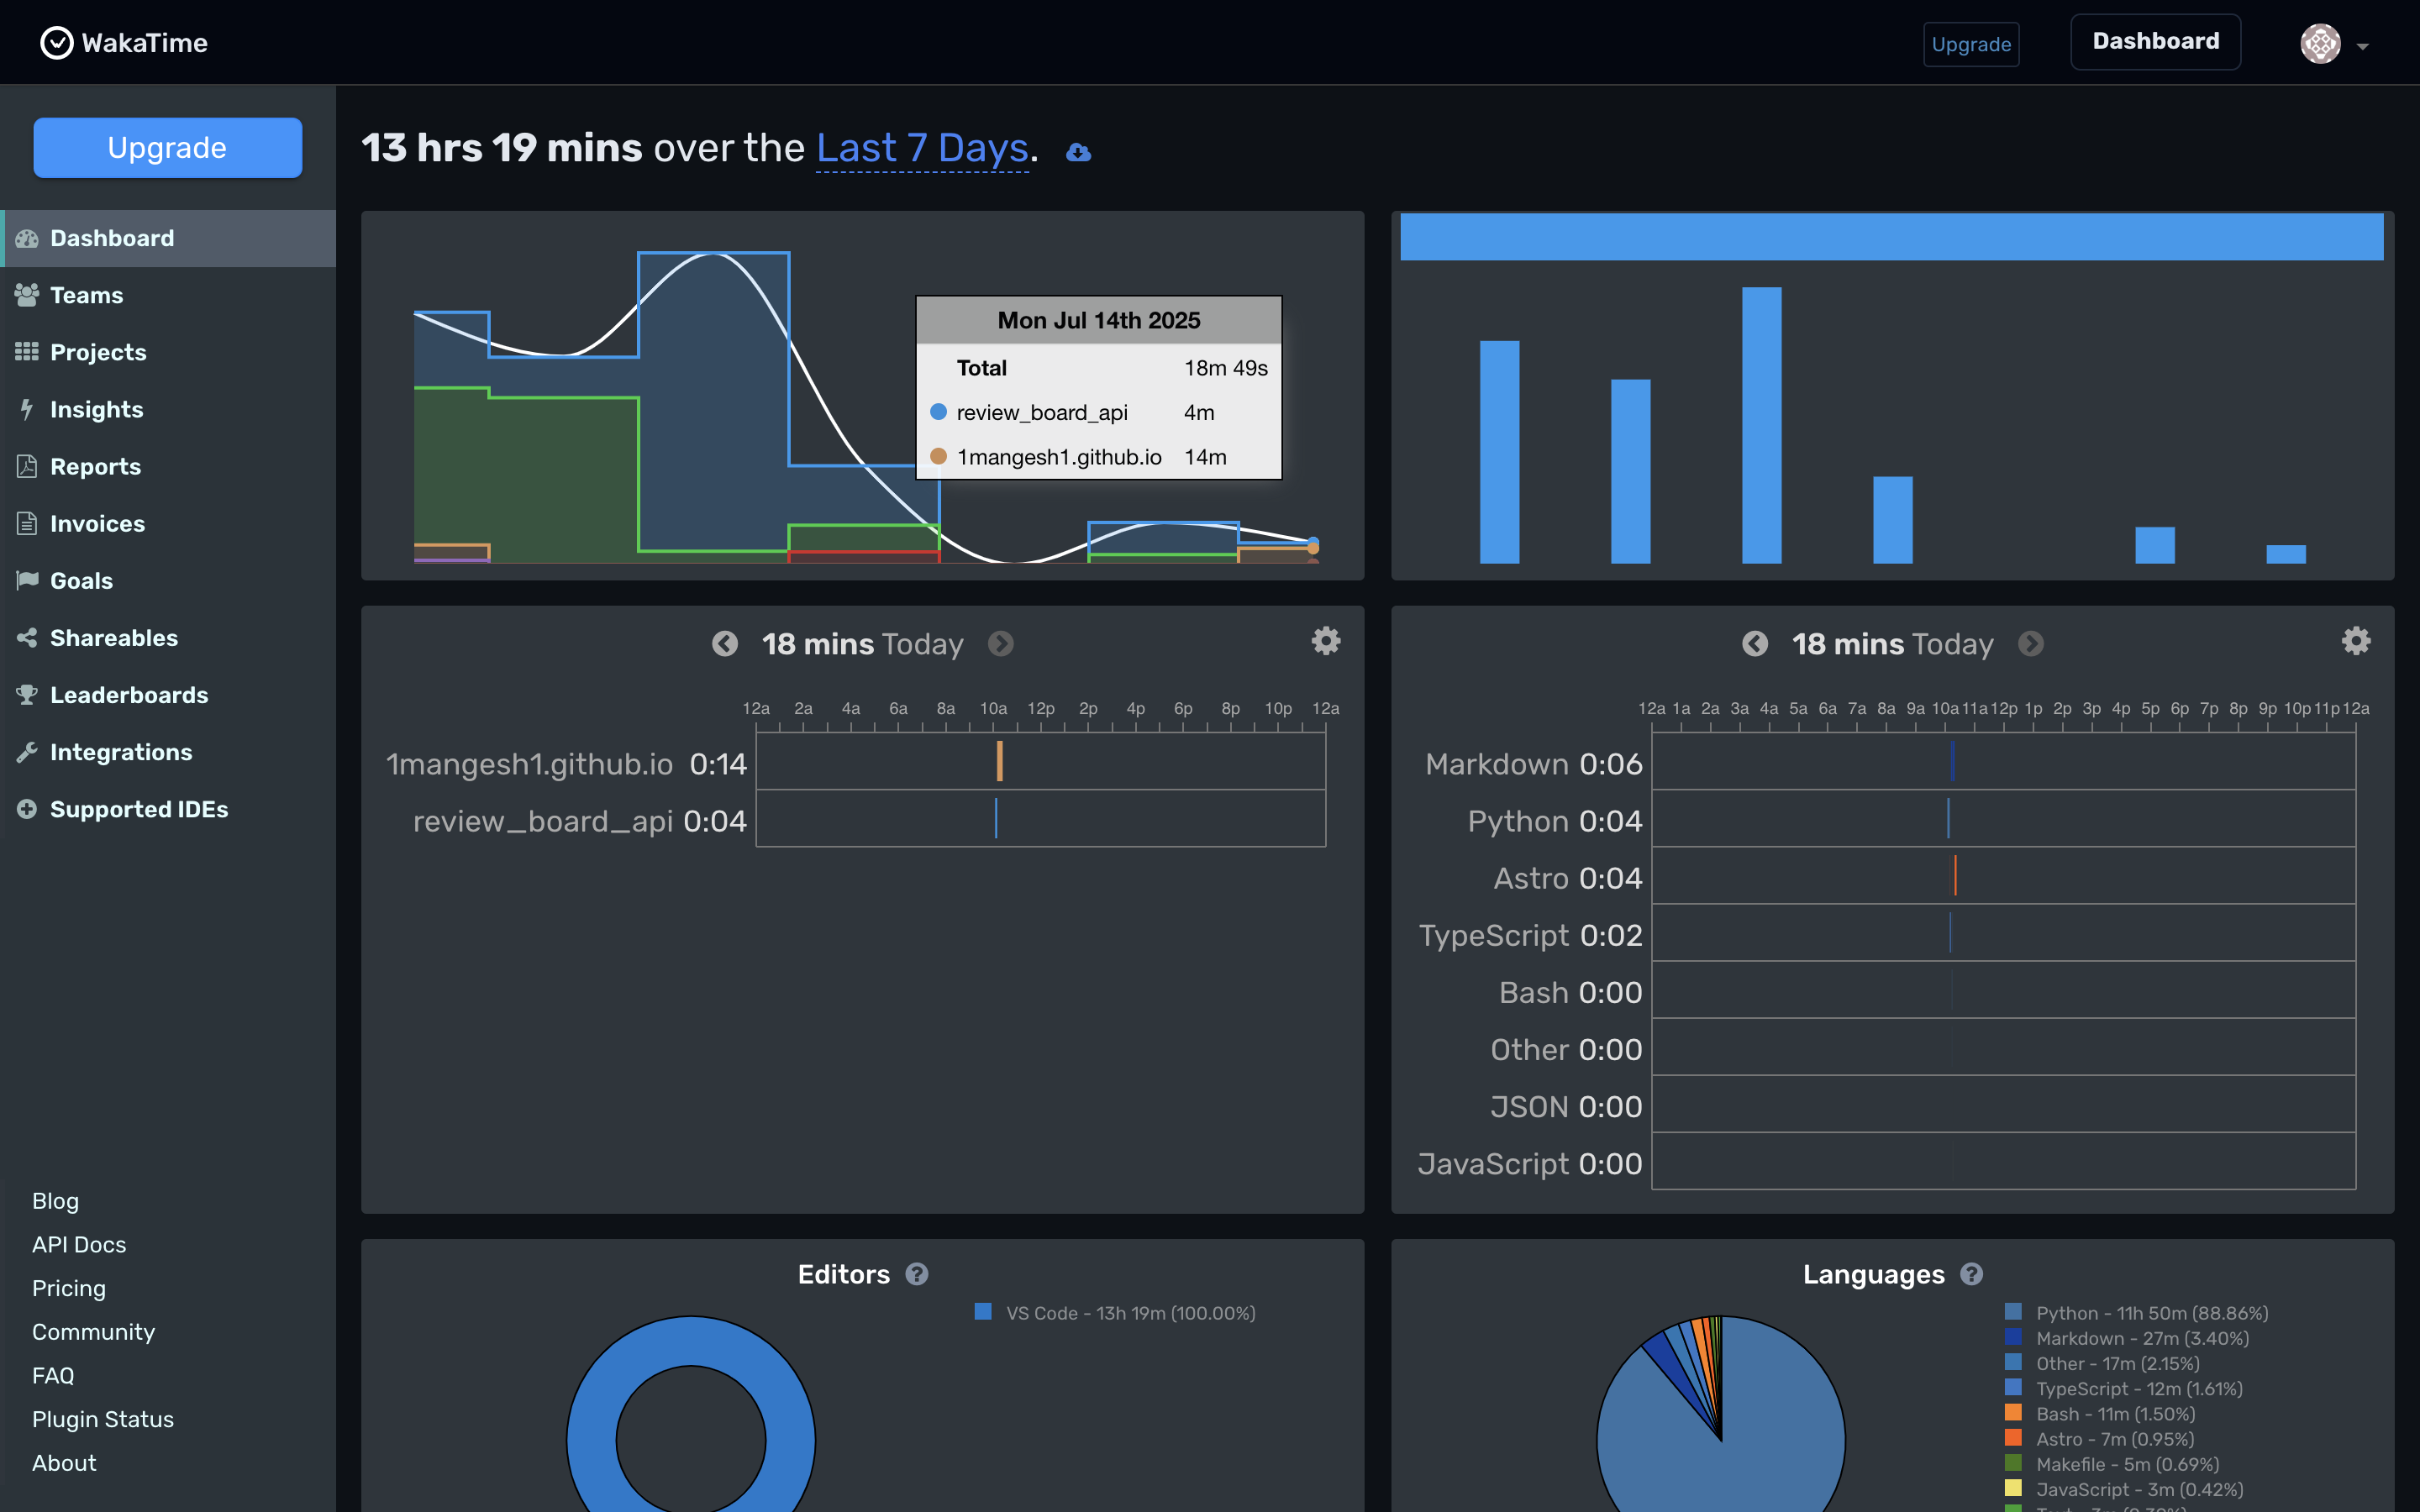 WakaTime
Upgrade
Dashboard
Upgrade
Dashboard
Teams
Projects
Insights
Reports
Invoices
Goals
Shareables
Leaderboards
Integrations
Supported IDEs
Blog
API Docs
Pricing
Community
FAQ
Plugin Status
About
13 hrs 19 mins over the Last 7 Days.
Mon Jul 14th 2025
Total 18m 49s
review_board_api 4m
1mangesh1.github.io 14m
18 mins Today
12a 2a 4a 6a 8a 10a 12p 2p 4p 6p 8p 10p 12a
1mangesh1.github.io 0:14
review_board_api 0:04
18 mins Today
12a 1a 2a 3a 4a 5a 6a 7a 8a 9a 10a 11a 12p 1p 2p 3p 4p 5p 6p 7p 8p 9p 10p 11p 12a
Markdown 0:06
Python 0:04
Astro 0:04
TypeScript 0:02
Bash 0:00
Other 0:00
JSON 0:00
JavaScript 0:00
Editors ?
VS Code - 13h 19m (100.00%)
Languages ?
Python - 11h 50m (88.86%)
Markdown - 27m (3.40%)
Other - 17m (2.15%)
TypeScript - 12m (1.61%)
Bash - 11m (1.50%)
Astro - 7m (0.95%)
Makefile - 5m (0.69%)
JavaScript - 3m (0.42%)